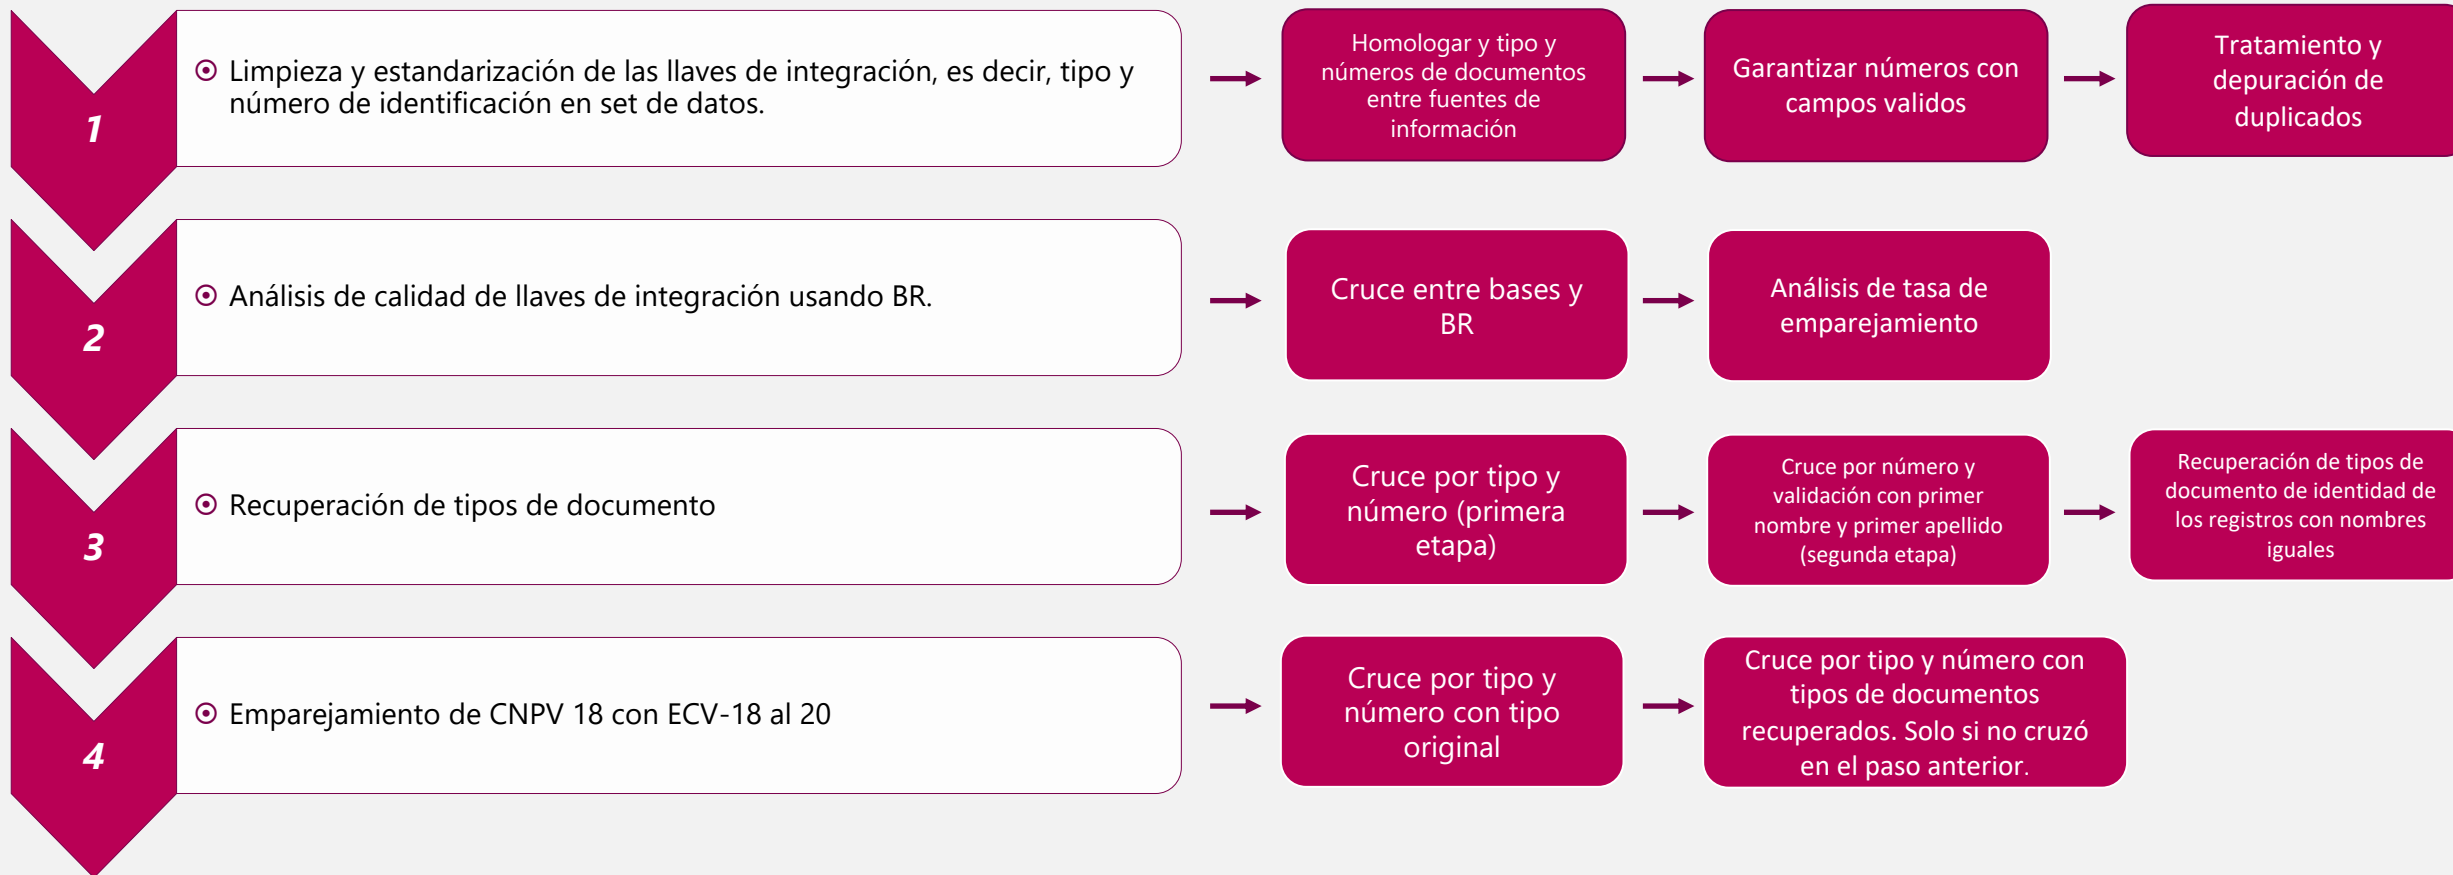 1
Limpieza y estandarización de las llaves de integración, es decir, tipo y
número de identificación en set de datos.
Homologar y tipo y
números de documentos
entre fuentes de
información
Garantizar números con
campos validos
Tratamiento y
depuración de
duplicados
2
Análisis de calidad de llaves de integración usando BR.
Cruce entre bases y
BR
Análisis de tasa de
emparejamiento
3
Recuperación de tipos de documento
Cruce por tipo y
número (primera
etapa)
Cruce por número y
validación con primer
nombre y primer apellido
(segunda etapa)
Recuperación de tipos de
documento de identidad de
los registros con nombres
iguales
4
Emparejamiento de CNPV 18 con ECV-18 al 20
Cruce por tipo y
número con tipo
original
Cruce por tipo y número con
tipos de documentos
recuperados. Solo si no cruzó
en el paso anterior.